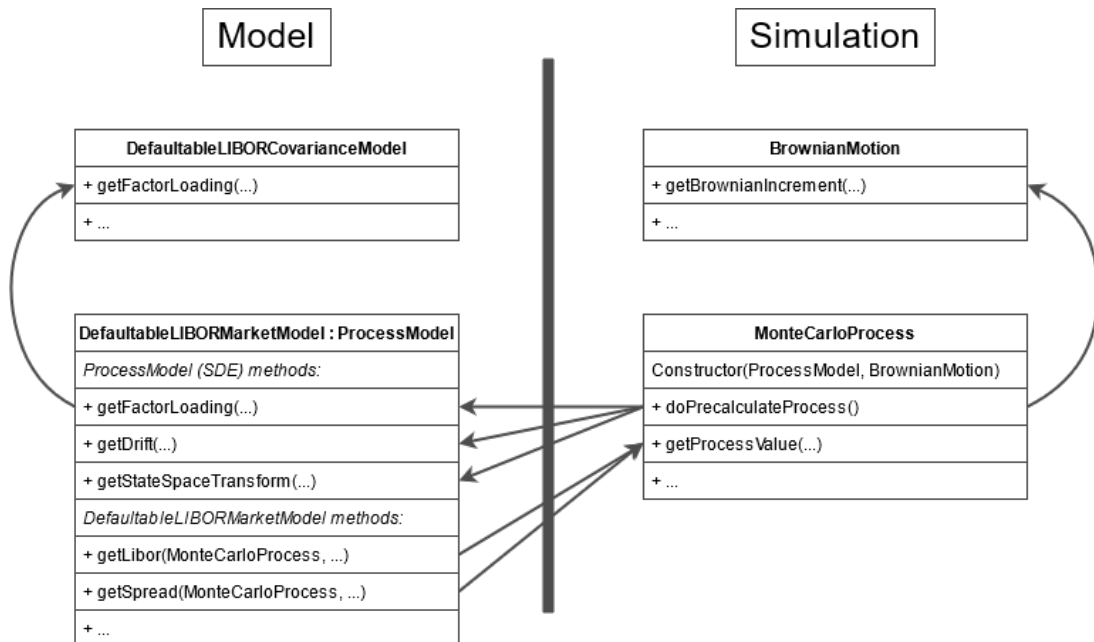 Model
Simulation
DefaultableLIBORCovarianceModel
+ getFactorLoading(...)
+ ...
BrownianMotion
+ getBrownianIncrement(...)
+ ...
DefaultableLIBORMarketModel : ProcessModel
ProcessModel (SDE) methods:
+ getFactorLoading(...)
+ getDrift(...)
+ getStateSpaceTransform(...)
DefaultableLIBORMarketModel methods:
+ getLibor(MonteCarloProcess, ...)
+ getSpread(MonteCarloProcess, ...)
+ ...
MonteCarloProcess
Constructor(ProcessModel, BrownianMotion)
+ doPrecalculateProcess()
+ getProcessValue(...)
+ ...